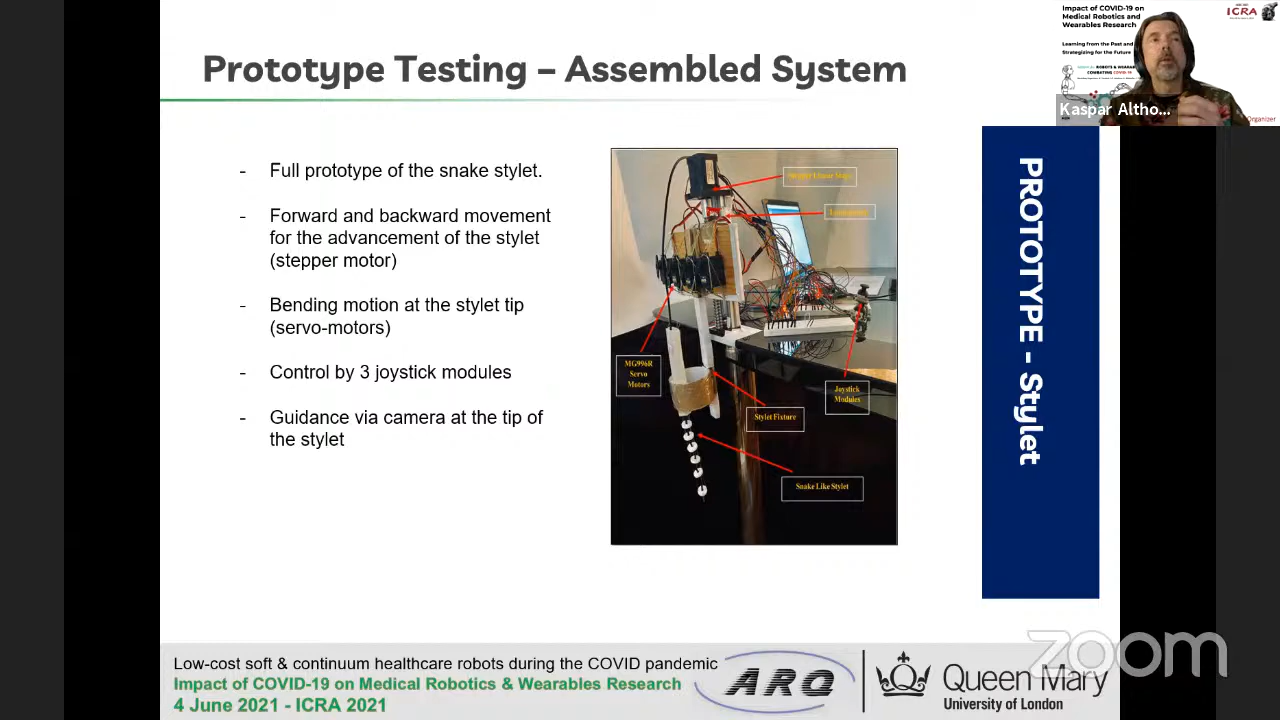 Prototype Testing – Assembled System
- Full prototype of the snake stylet.
- Forward and backward movement
for the advancement of the stylet
(stepper motor)
- Bending motion at the stylet tip
(servo-motors)
- Control by 3 joystick modules
- Guidance via camera at the tip of
the stylet
MG996R
Servo
Motors
Joystick
Modules
Stylet Fixture
Snake Like Stylet
PROTOTYPE - Stylet
Impact of COVID-19 on
Medical Robotics and
Wearables Research
Learning from the Past and
Strategizing for the Future
COMBATING COVID-19
ICRA
Kaspar Altho...
Organizer
Low-cost soft & continuum healthcare robots during the COVID pandemic
Impact of COVID-19 on Medical Robotics & Wearables Research
4 June 2021 - ICRA 2021
ARQ
Queen Mary
University of London
zoom